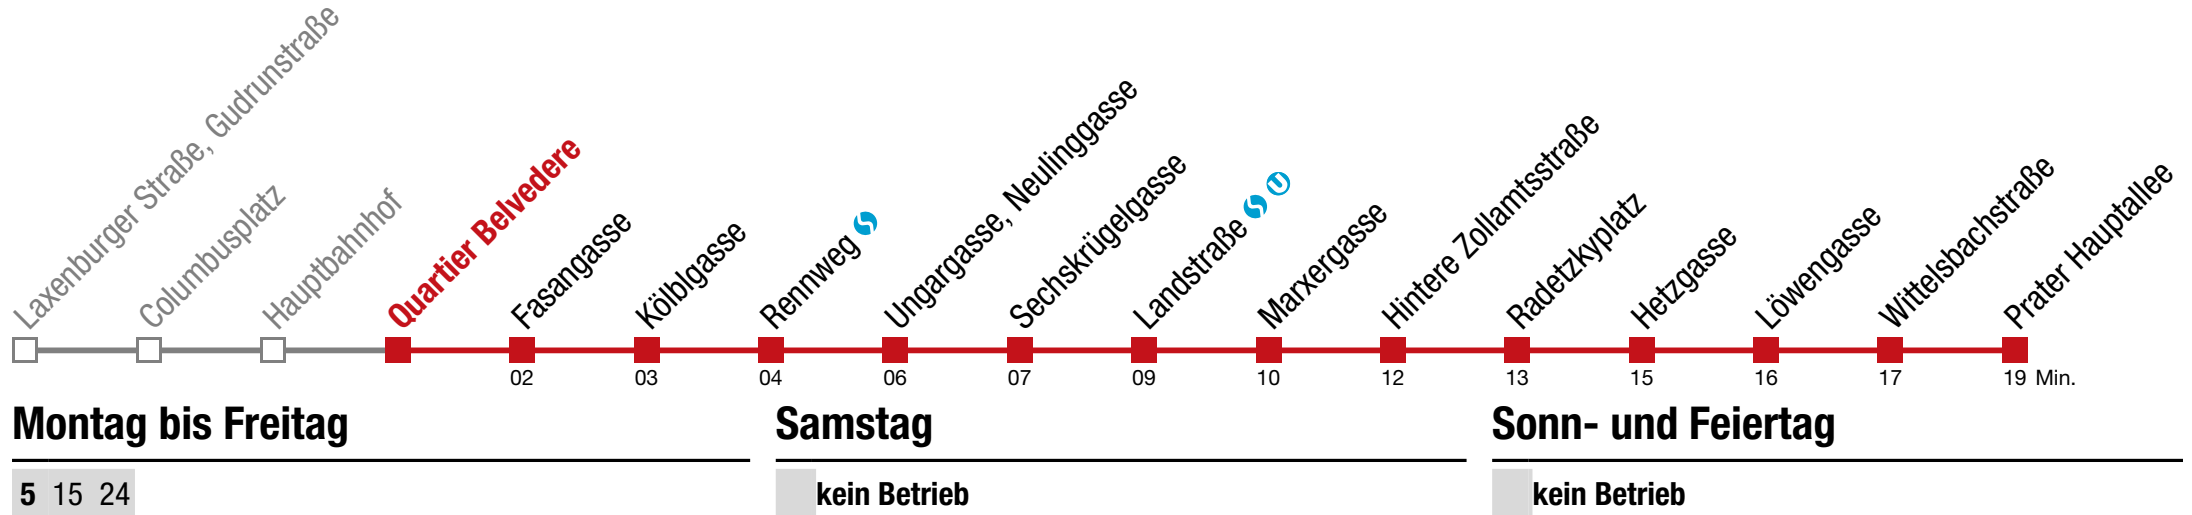 Laxenburger Straße, Gudrunstraße
Columbusplatz
Hauptbahnhof
Quartier Belvedere
Fasangasse
Kölblgasse
Rennweg
Ungargasse, Neulinggasse
Sechskrügelgasse
Landstraße
Marxergasse
Hintere Zollamtsstraße
Radetzkyplatz
Hetzgasse
Löwengasse
Wittelsbachstraße
Prater Hauptallee
02 03 04 06 07 09 10 12 13 15 16 17 19 Min.
Montag bis Freitag
5 15 24
Samstag
kein Betrieb
Sonn- und Feiertag
kein Betrieb